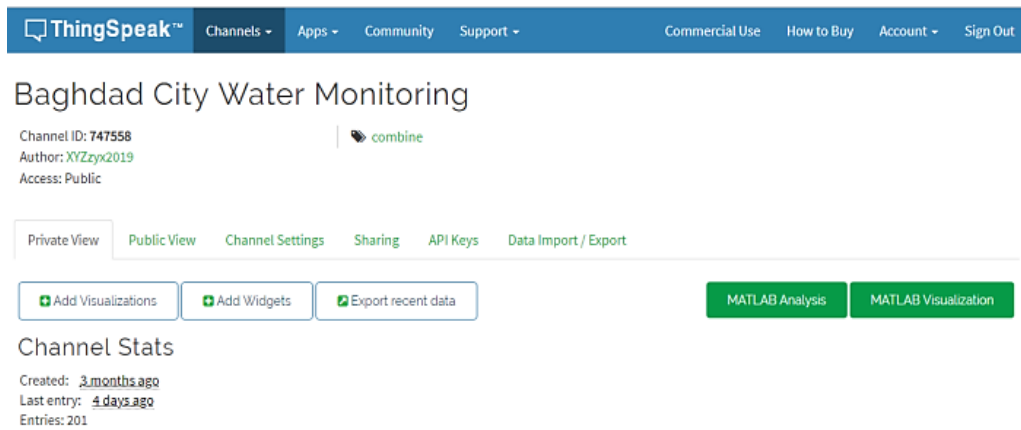 ThingSpeak™ Channels Apps Community Support Commercial Use How to Buy Account Sign Out
Baghdad City Water Monitoring
Channel ID: 747558 combine
Author: XYZzyx2019
Access: Public
Private View Public View Channel Settings Sharing API Keys Data Import / Export
Add Visualizations Add Widgets Export recent data MATLAB Analysis MATLAB Visualization
Channel Stats
Created: 3 months ago
Last entry: 4 days ago
Entries: 201